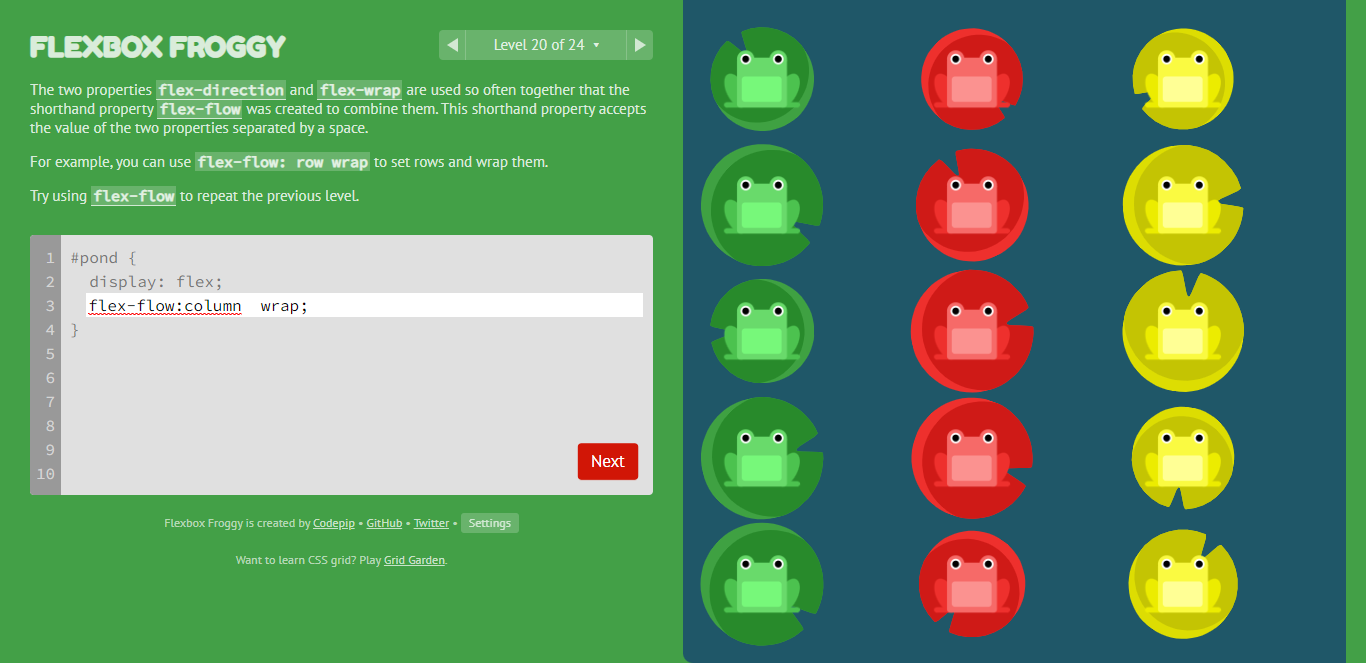 FLEXBOX FROGGY
◀ Level 20 of 24 ▾ ▶
The two properties flex-direction and flex-wrap are used so often together that the
shorthand property flex-flow was created to combine them. This shorthand property accepts
the value of the two properties separated by a space.
For example, you can use flex-flow: row wrap to set rows and wrap them.
Try using flex-flow to repeat the previous level.
1 #pond {
2   display: flex;
3   flex-flow:column  wrap;
4 }
5
6
7
8
9
10
Next
Flexbox Froggy is created by Codepip • GitHub • Twitter • Settings
Want to learn CSS grid? Play Grid Garden.